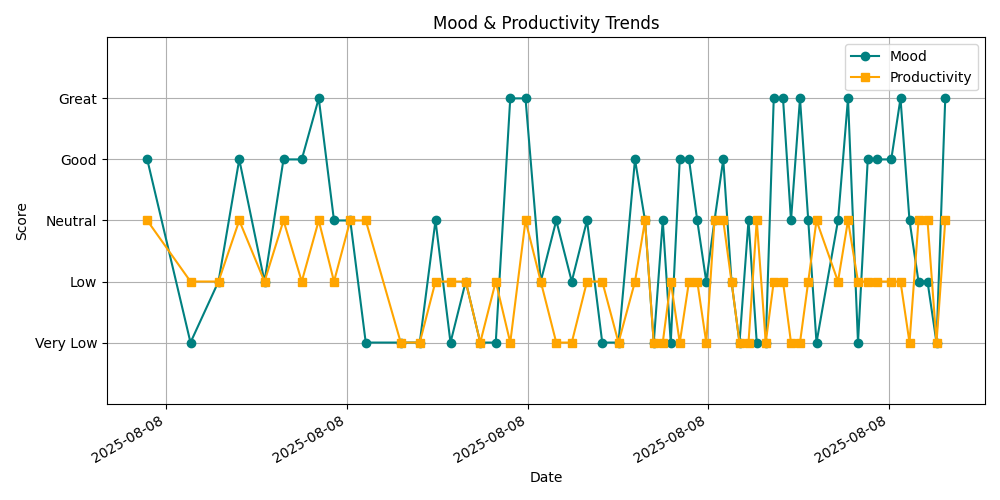 Mood & Productivity Trends
Mood
Productivity
Great
Good
Neutral
Low
Very Low
Score
2025-08-08
2025-08-08
2025-08-08
2025-08-08
2025-08-08
Date